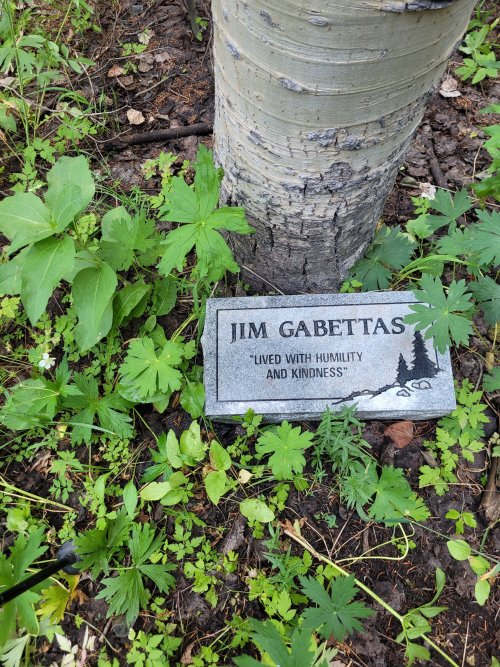 JIM GABETTAS
"LIVED WITH HUMILITY
AND KINDNESS"